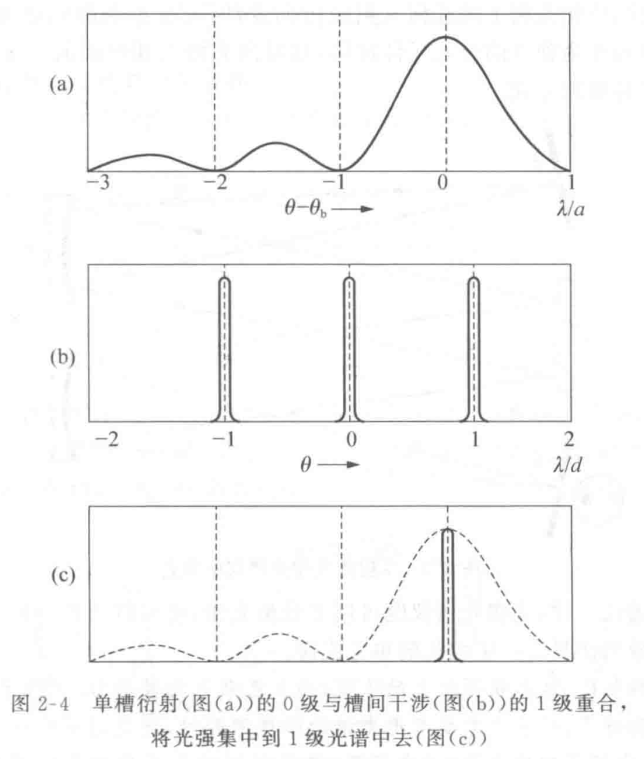 (a)
-3 -2 -1 0 1
θ-θb → λ/a
(b)
-2 -1 0 1 2
θ → λ/d
(c)
图 2-4 单槽衍射(图(a))的 0 级与槽间干涉(图(b))的 1 级重合,
将光强集中到 1 级光谱中去(图(c))